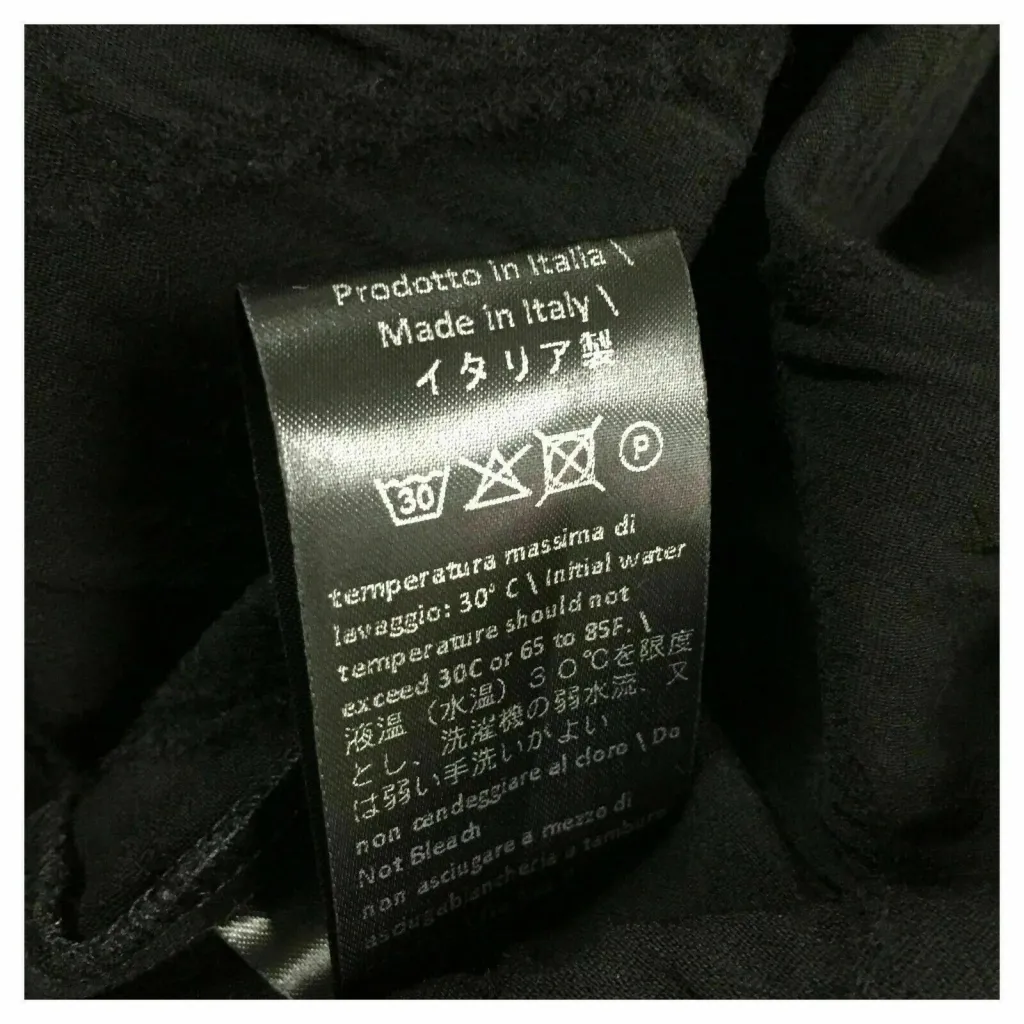 Prodotto in Italia \
Made in Italy \
イタリア製
30 P
temperatura massima di
lavaggio: 30° C \ Initial water
temperature should not
exceed 30C or 65 to 85F. \
液温 （水温）３０℃を限度
とし、洗濯機の弱水流、又
は弱い手洗いがよい
non candeggiare al cloro \ Do
Not Bleach
non asciugare a mezzo di
asciugabiancheria a tamburo